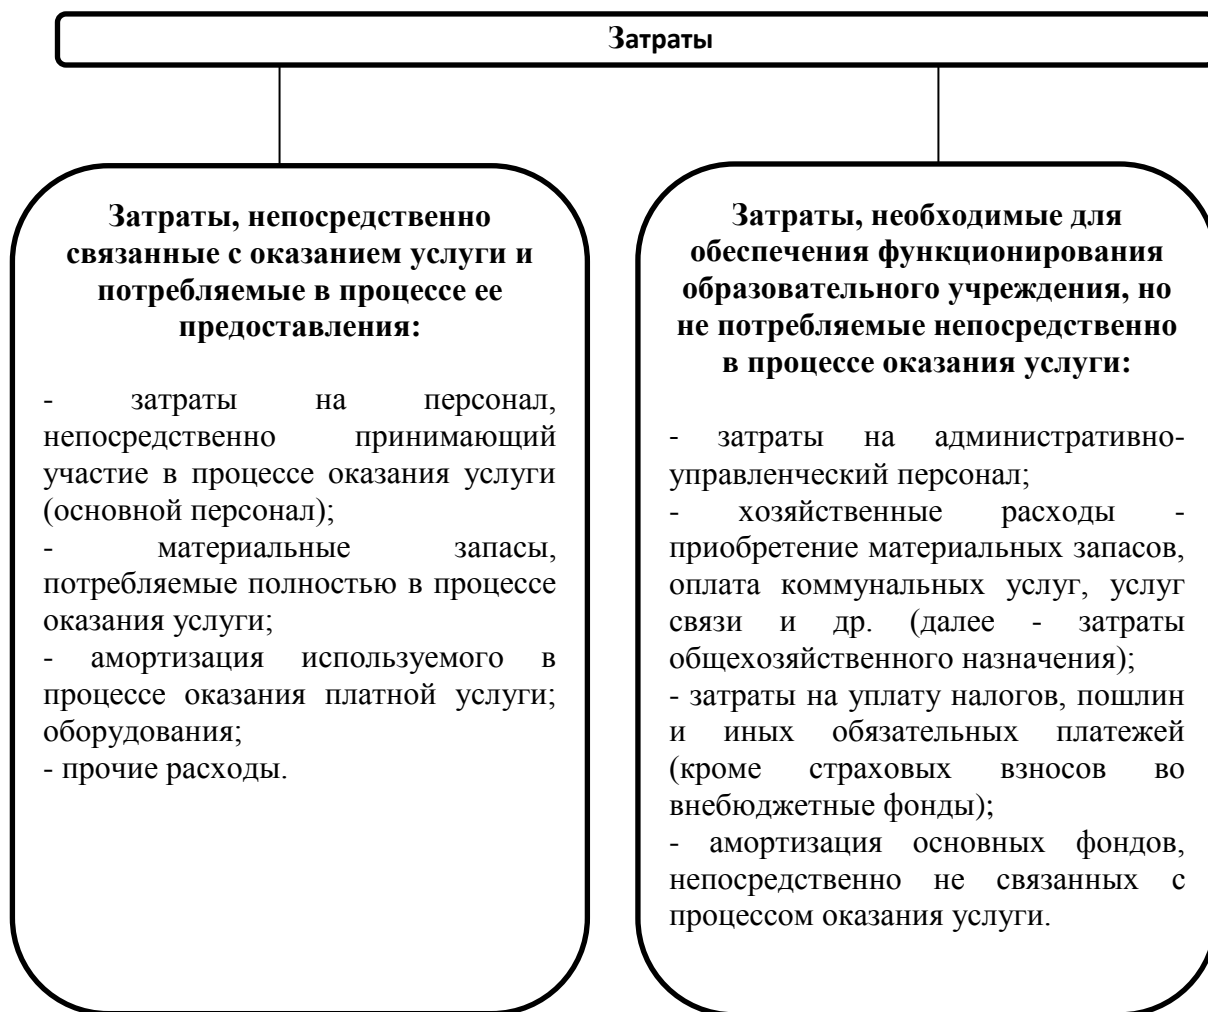 Затраты
Затраты, непосредственно
связанные с оказанием услуги и
потребляемые в процессе ее
предоставления:
- затраты на персонал,
непосредственно принимающий
участие в процессе оказания услуги
(основной персонал);
- материальные запасы,
потребляемые полностью в процессе
оказания услуги;
- амортизация используемого в
процессе оказания платной услуги;
оборудования;
- прочие расходы.
Затраты, необходимые для
обеспечения функционирования
образовательного учреждения, но
не потребляемые непосредственно
в процессе оказания услуги:
- затраты на административно-
управленческий персонал;
- хозяйственные расходы -
приобретение материальных запасов,
оплата коммунальных услуг, услуг
связи и др. (далее - затраты
общехозяйственного назначения);
- затраты на уплату налогов, пошлин
и иных обязательных платежей
(кроме страховых взносов во
внебюджетные фонды);
- амортизация основных фондов,
непосредственно не связанных с
процессом оказания услуги.